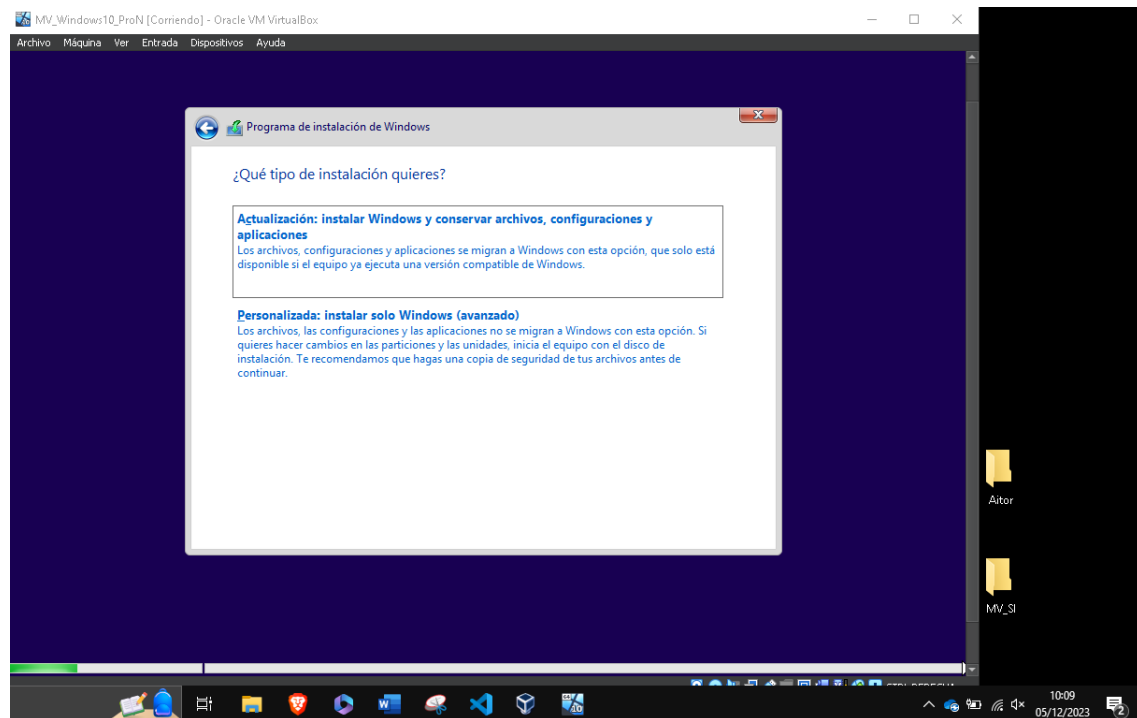 MV_Windows10_ProN [Corriendo] - Oracle VM VirtualBox
Archivo Máquina Ver Entrada Dispositivos Ayuda
Programa de instalación de Windows
¿Qué tipo de instalación quieres?
Actualización: instalar Windows y conservar archivos, configuraciones y
aplicaciones
Los archivos, configuraciones y aplicaciones se migran a Windows con esta opción, que solo está
disponible si el equipo ya ejecuta una versión compatible de Windows.
Personalizada: instalar solo Windows (avanzado)
Los archivos, las configuraciones y las aplicaciones no se migran a Windows con esta opción. Si
quieres hacer cambios en las particiones y las unidades, inicia el equipo con el disco de
instalación. Te recomendamos que hagas una copia de seguridad de tus archivos antes de
continuar.
Aitor
MV_SI
10:09
05/12/2023
2